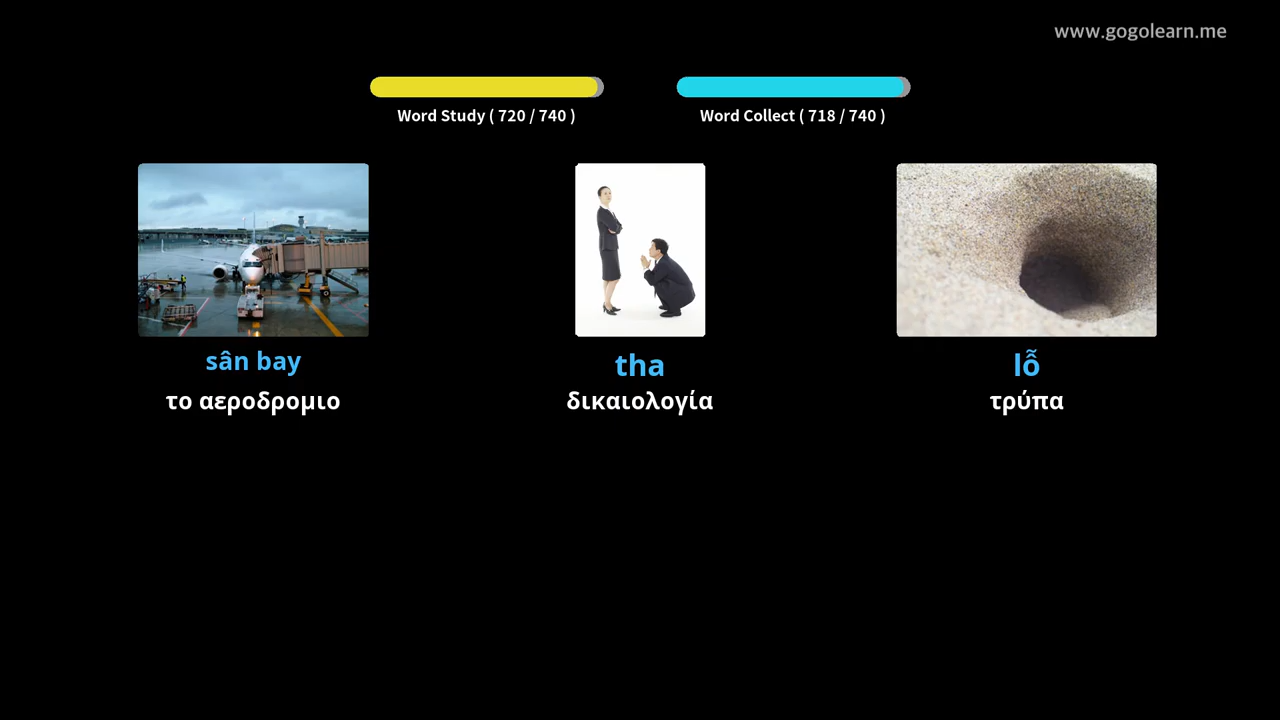 www.gogolearn.me
Word Study ( 720 / 740 )
Word Collect ( 718 / 740 )
sân bay
το αεροδρομιο
tha
δικαιολογία
lỗ
τρύπα